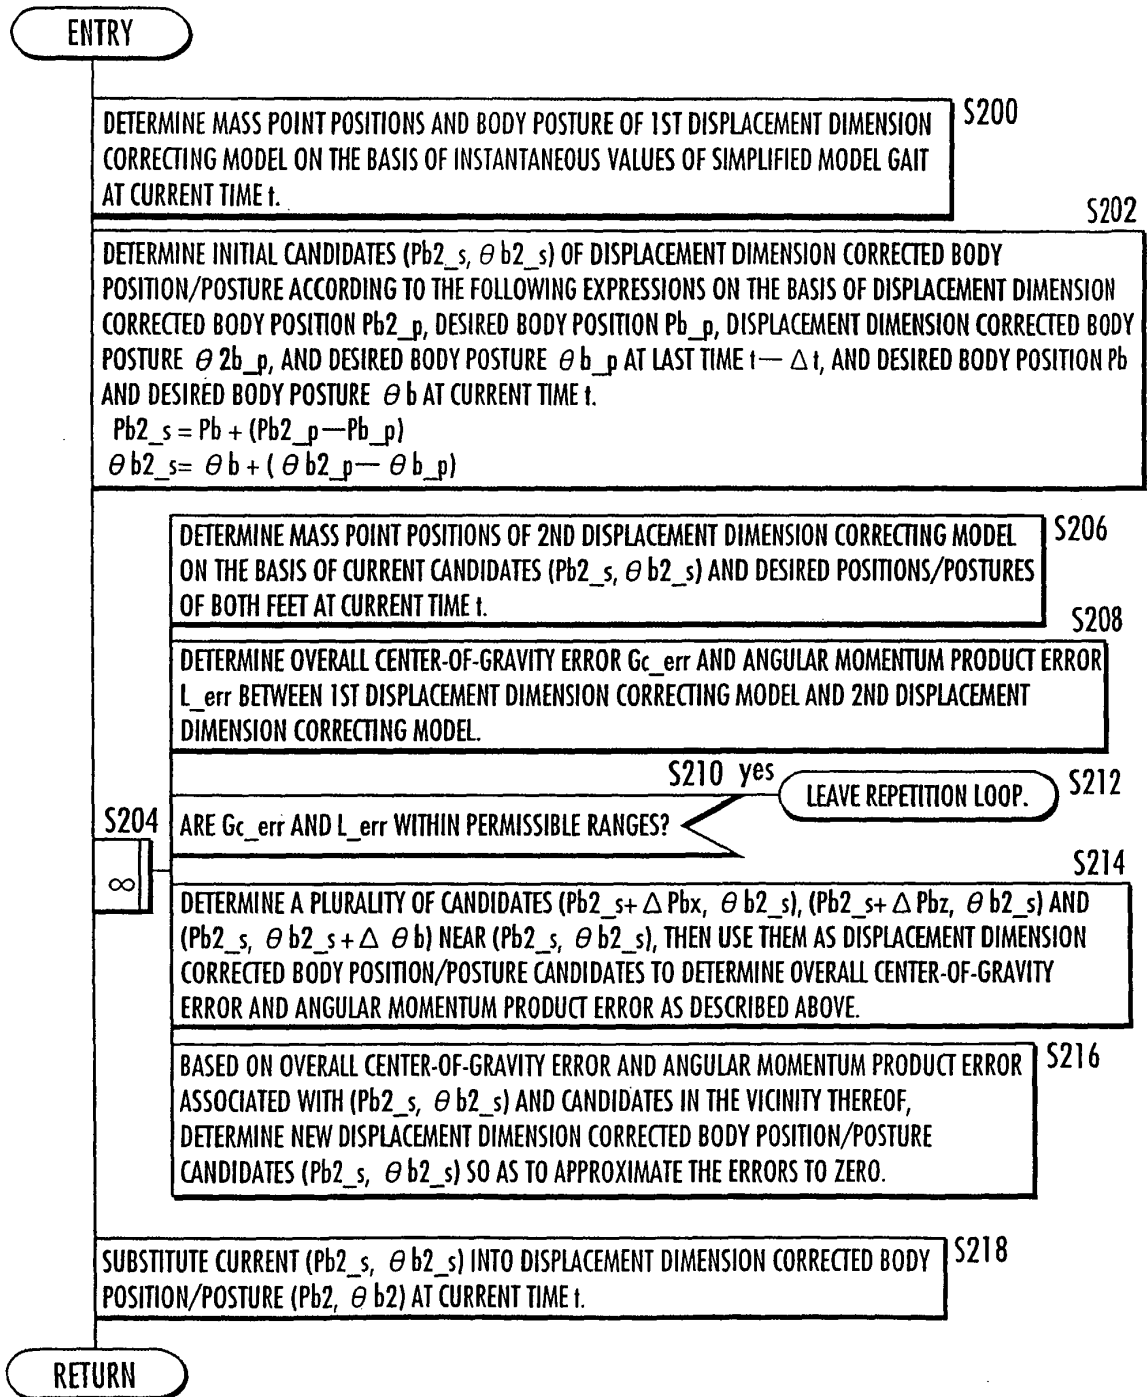 ENTRY
S200
DETERMINE MASS POINT POSITIONS AND BODY POSTURE OF 1ST DISPLACEMENT DIMENSION
CORRECTING MODEL ON THE BASIS OF INSTANTANEOUS VALUES OF SIMPLIFIED MODEL GAIT
AT CURRENT TIME t.
S202
DETERMINE INITIAL CANDIDATES (Pb2_s, θ b2_s) OF DISPLACEMENT DIMENSION CORRECTED BODY
POSITION/POSTURE ACCORDING TO THE FOLLOWING EXPRESSIONS ON THE BASIS OF DISPLACEMENT DIMENSION
CORRECTED BODY POSITION Pb2_p, DESIRED BODY POSITION Pb_p, DISPLACEMENT DIMENSION CORRECTED BODY
POSTURE θ 2b_p, AND DESIRED BODY POSTURE θ b_p AT LAST TIME t— Δ t, AND DESIRED BODY POSITION Pb
AND DESIRED BODY POSTURE θ b AT CURRENT TIME t.
Pb2_s = Pb + (Pb2_p—Pb_p)
θ b2_s= θ b + ( θ b2_p— θ b_p)
S206
DETERMINE MASS POINT POSITIONS OF 2ND DISPLACEMENT DIMENSION CORRECTING MODEL
ON THE BASIS OF CURRENT CANDIDATES (Pb2_s, θ b2_s) AND DESIRED POSITIONS/POSTURES
OF BOTH FEET AT CURRENT TIME t.
S208
DETERMINE OVERALL CENTER-OF-GRAVITY ERROR Gc_err AND ANGULAR MOMENTUM PRODUCT ERROR
L_err BETWEEN 1ST DISPLACEMENT DIMENSION CORRECTING MODEL AND 2ND DISPLACEMENT
DIMENSION CORRECTING MODEL.
S210 yes
LEAVE REPETITION LOOP.
S212
S204
ARE Gc_err AND L_err WITHIN PERMISSIBLE RANGES?
∞
S214
DETERMINE A PLURALITY OF CANDIDATES (Pb2_s+ Δ Pbx, θ b2_s), (Pb2_s+ Δ Pbz, θ b2_s) AND
(Pb2_s, θ b2_s+ Δ θ b) NEAR (Pb2_s, θ b2_s), THEN USE THEM AS DISPLACEMENT DIMENSION
CORRECTED BODY POSITION/POSTURE CANDIDATES TO DETERMINE OVERALL CENTER-OF-GRAVITY
ERROR AND ANGULAR MOMENTUM PRODUCT ERROR AS DESCRIBED ABOVE.
S216
BASED ON OVERALL CENTER-OF-GRAVITY ERROR AND ANGULAR MOMENTUM PRODUCT ERROR
ASSOCIATED WITH (Pb2_s, θ b2_s) AND CANDIDATES IN THE VICINITY THEREOF,
DETERMINE NEW DISPLACEMENT DIMENSION CORRECTED BODY POSITION/POSTURE
CANDIDATES (Pb2_s, θ b2_s) SO AS TO APPROXIMATE THE ERRORS TO ZERO.
S218
SUBSTITUTE CURRENT (Pb2_s, θ b2_s) INTO DISPLACEMENT DIMENSION CORRECTED BODY
POSITION/POSTURE (Pb2, θ b2) AT CURRENT TIME t.
RETURN